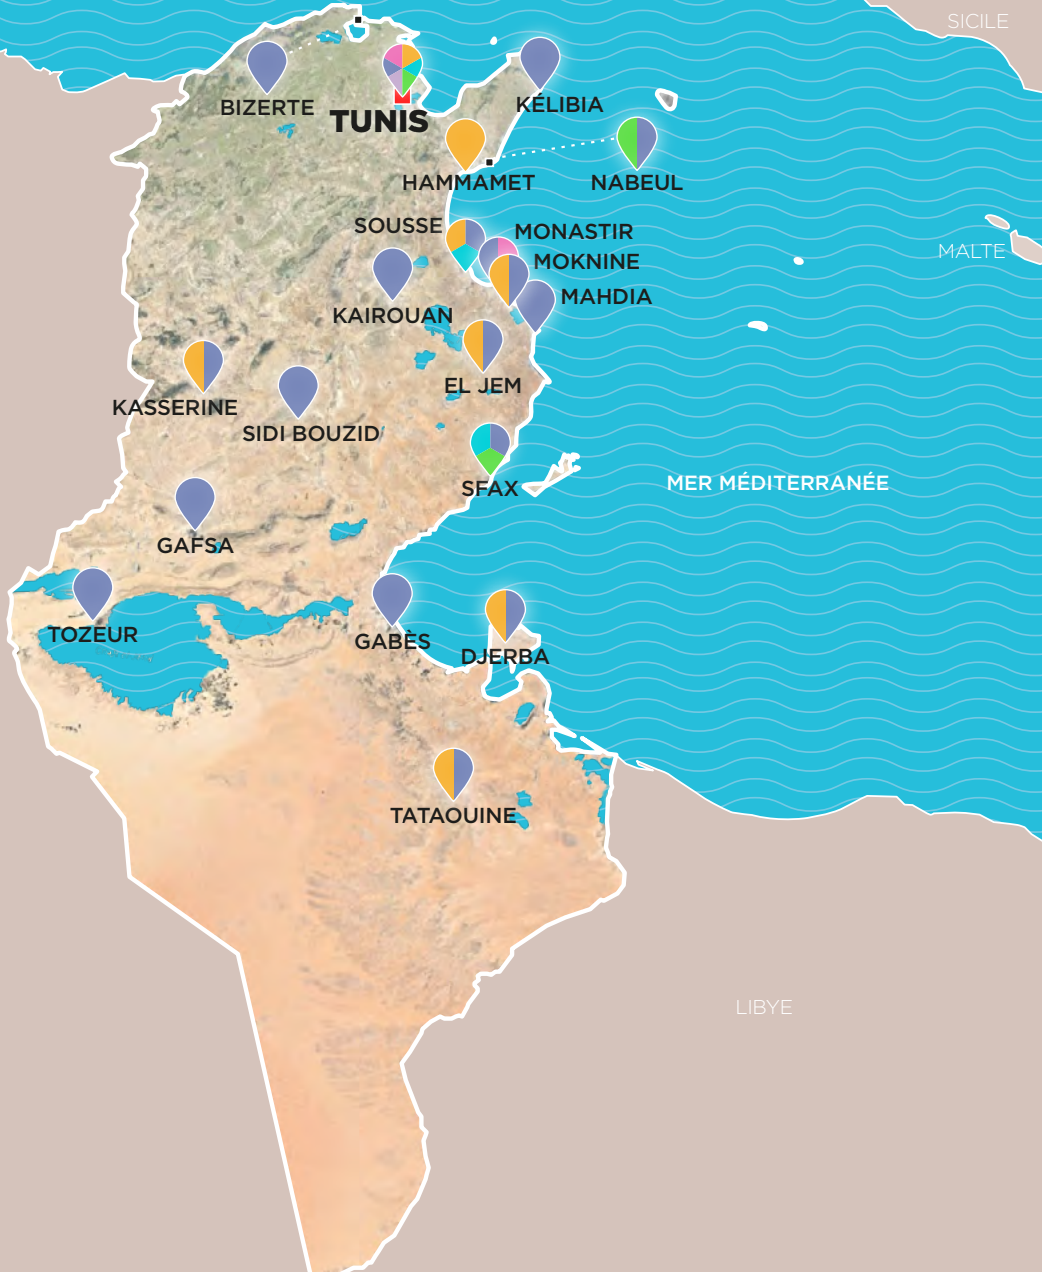 SICILE
BIZERTE
TUNIS
KÉLIBIA
HAMMAMET
NABEUL
SOUSSE
MONASTIR
MALTE
MOKNINE
MAHDIA
KAIROUAN
EL JEM
KASSERINE
SIDI BOUZID
SFAX
MER MÉDITERRANÉE
GAFSA
TOZEUR
GABÈS
DJERBA
TATAOUINE
LIBYE